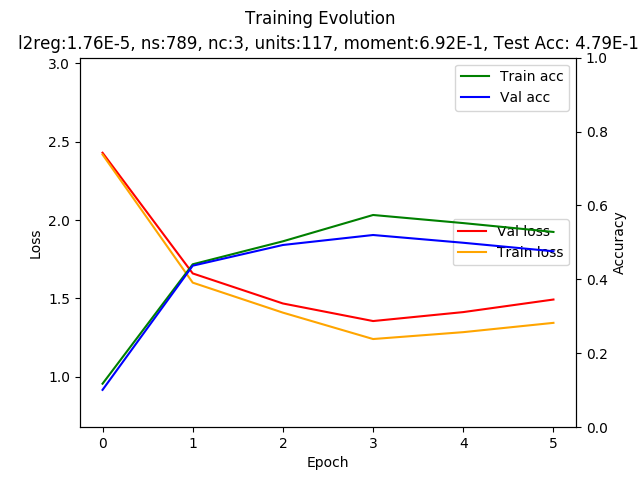 Training Evolution
l2reg:1.76E-5, ns:789, nc:3, units:117, moment:6.92E-1, Test Acc: 4.79E-1
Train acc
Val acc
Val loss
Train loss
Loss
3.0
2.5
2.0
1.5
1.0
1.0
0.8
0.6
0.4
0.2
0.0
Accuracy
0 1 2 3 4 5
Epoch